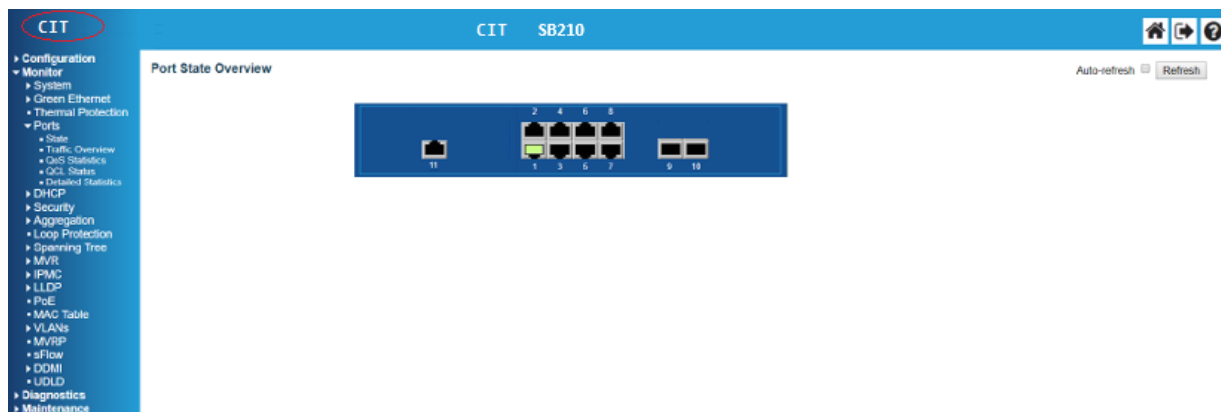 CIT
CIT SB210
Configuration
Monitor
System
Green Ethernet
Thermal Protection
Ports
State
Traffic Overview
QoS Statistics
QCL Status
Detailed Statistics
DHCP
Security
Aggregation
Loop Protection
Spanning Tree
MVR
IPMC
LLDP
PoE
MAC Table
VLANs
MVRP
sFlow
DDMI
UDLD
Diagnostics
Maintenance
Port State Overview
Auto-refresh Refresh
2 4 6 8
11 1 3 5 7 9 10